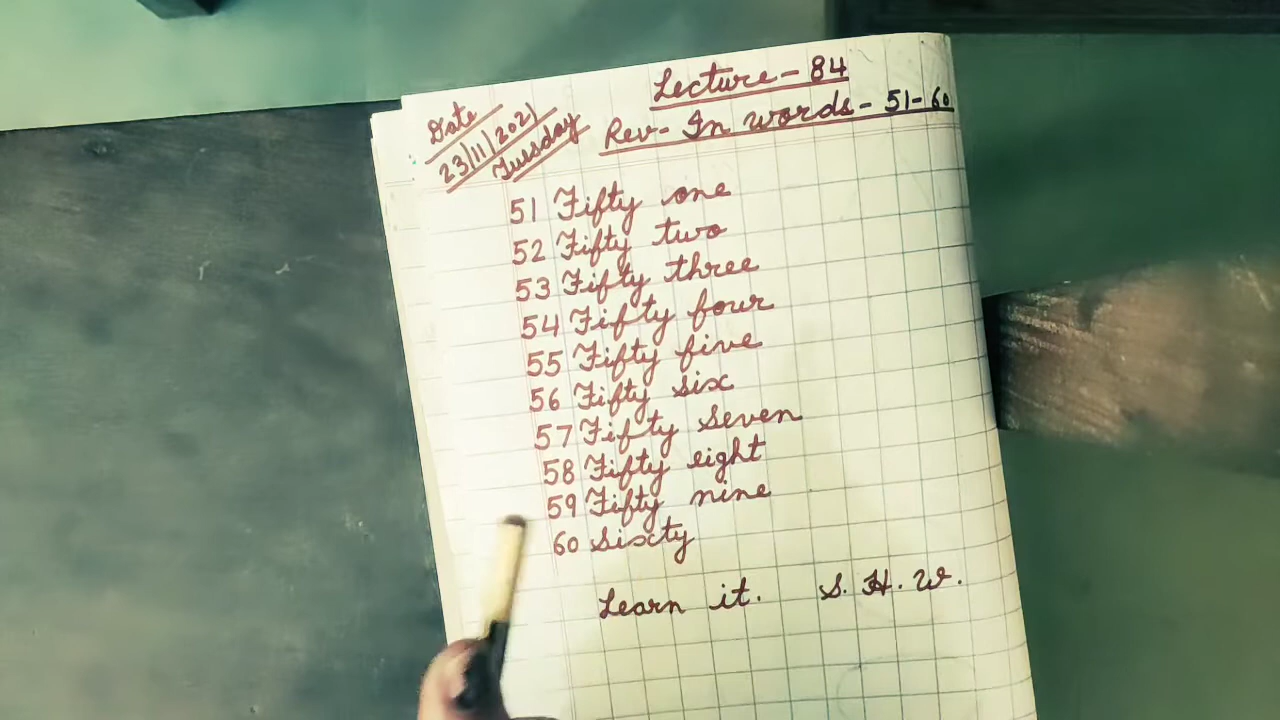 Lecture - 84
Date
23/11/2021
Tuesday
Rev- In words - 51-60
51 Fifty one
52 Fifty two
53 Fifty three
54 Fifty four
55 Fifty five
56 Fifty six
57 Fifty seven
58 Fifty eight
59 Fifty nine
60 Sixty
Learn it. S. H. W.